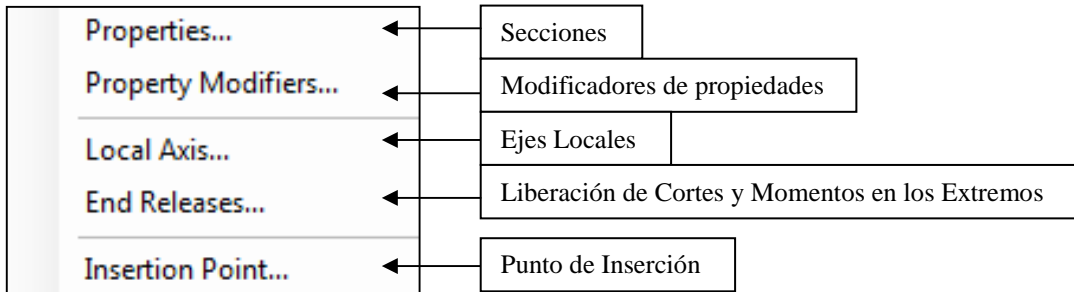 Properties... Secciones
Property Modifiers... Modificadores de propiedades
Local Axis... Ejes Locales
End Releases... Liberación de Cortes y Momentos en los Extremos
Insertion Point... Punto de Inserción